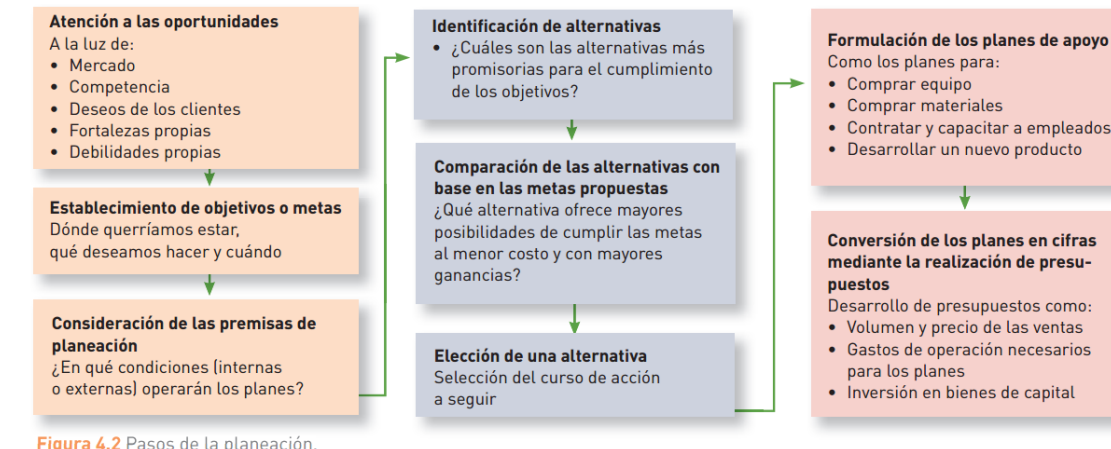 Atención a las oportunidades
A la luz de:
• Mercado
• Competencia
• Deseos de los clientes
• Fortalezas propias
• Debilidades propias
Establecimiento de objetivos o metas
Dónde querríamos estar,
qué deseamos hacer y cuándo
Consideración de las premisas de
planeación
¿En qué condiciones (internas
o externas) operarán los planes?
Identificación de alternativas
• ¿Cuáles son las alternativas más
promisorias para el cumplimiento
de los objetivos?
Comparación de las alternativas con
base en las metas propuestas
¿Qué alternativa ofrece mayores
posibilidades de cumplir las metas
al menor costo y con mayores
ganancias?
Elección de una alternativa
Selección del curso de acción
a seguir
Formulación de los planes de apoyo
Como los planes para:
• Comprar equipo
• Comprar materiales
• Contratar y capacitar a empleados
• Desarrollar un nuevo producto
Conversión de los planes en cifras
mediante la realización de presu-
puestos
Desarrollo de presupuestos como:
• Volumen y precio de las ventas
• Gastos de operación necesarios
para los planes
• Inversión en bienes de capital
Figura 4.2 Pasos de la planeación.